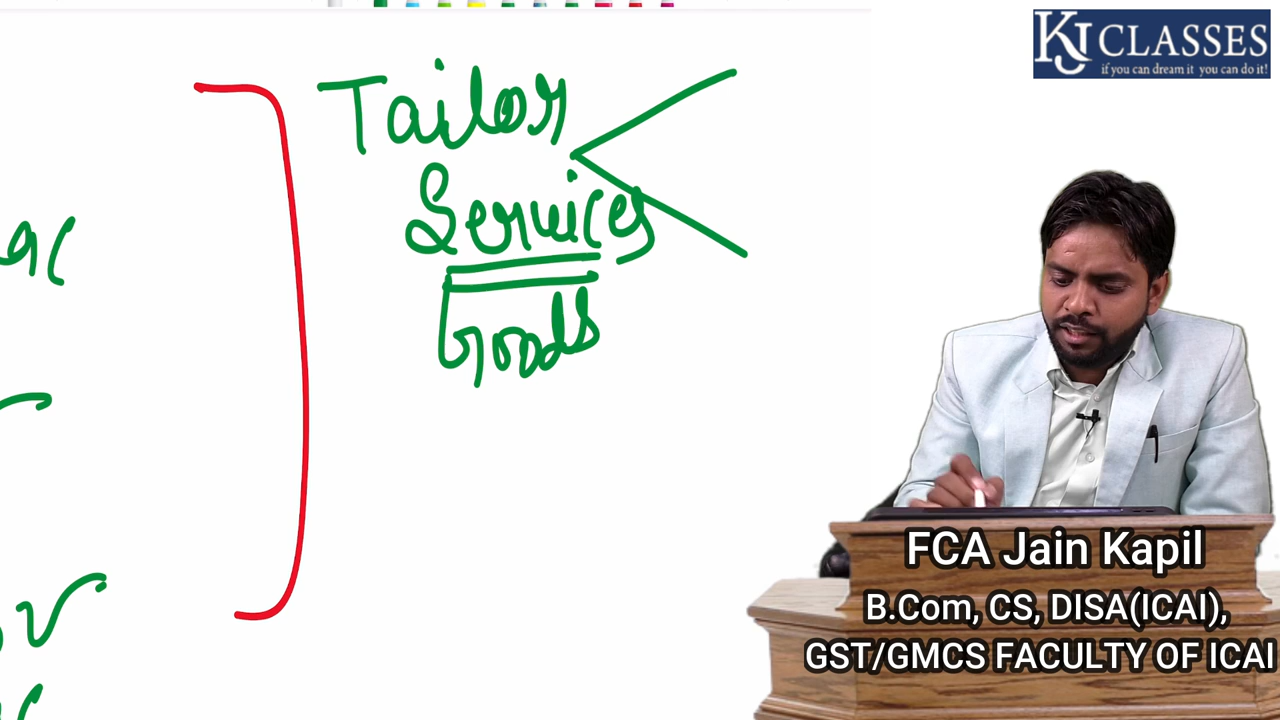 KJ CLASSES
if you can dream it you can do it!
Tailor
Services
Goods
FCA Jain Kapil
B.Com, CS, DISA(ICAI),
GST/GMCS FACULTY OF ICAI